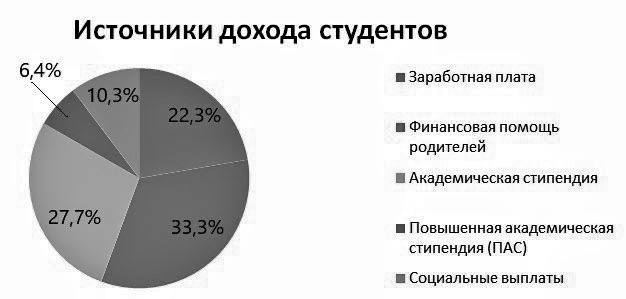 Источники дохода студентов
6,4%
10,3%
22,3%
27,7%
33,3%
Заработная плата
Финансовая помощь
родителей
Академическая стипендия
Повышенная академическая
стипендия (ПАС)
Социальные выплаты